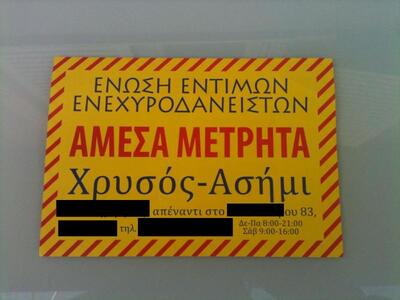 ΕΝΩΣΗ ΕΝΤΙΜΩΝ
ΕΝΕΧΥΡΟΔΑΝΕΙΣΤΩΝ
ΑΜΕΣΑ ΜΕΤΡΗΤΑ
Χρυσός-Ασήμι
απέναντι στο ου 83,
τηλ. Δε-Πα 8:00-21:00
Σάβ 9:00-16:00